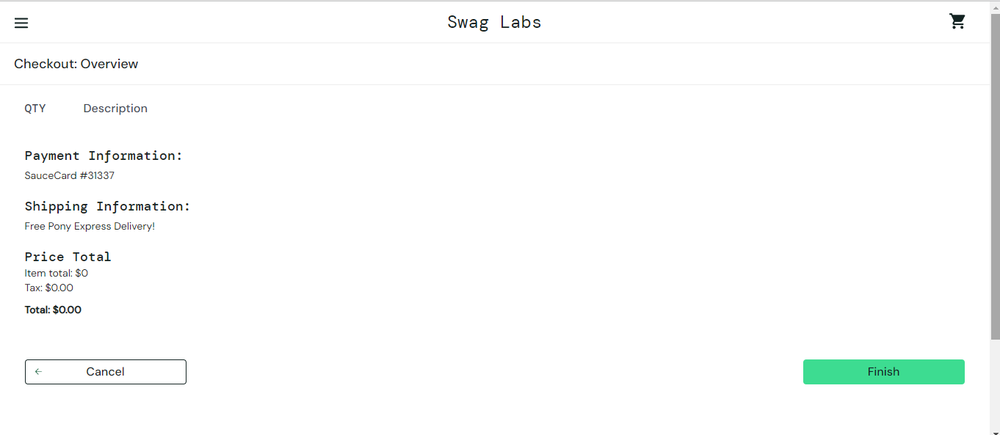 Swag Labs
Checkout: Overview
QTY Description
Payment Information:
SauceCard #31337
Shipping Information:
Free Pony Express Delivery!
Price Total
Item total: $0
Tax: $0.00
Total: $0.00
Cancel Finish